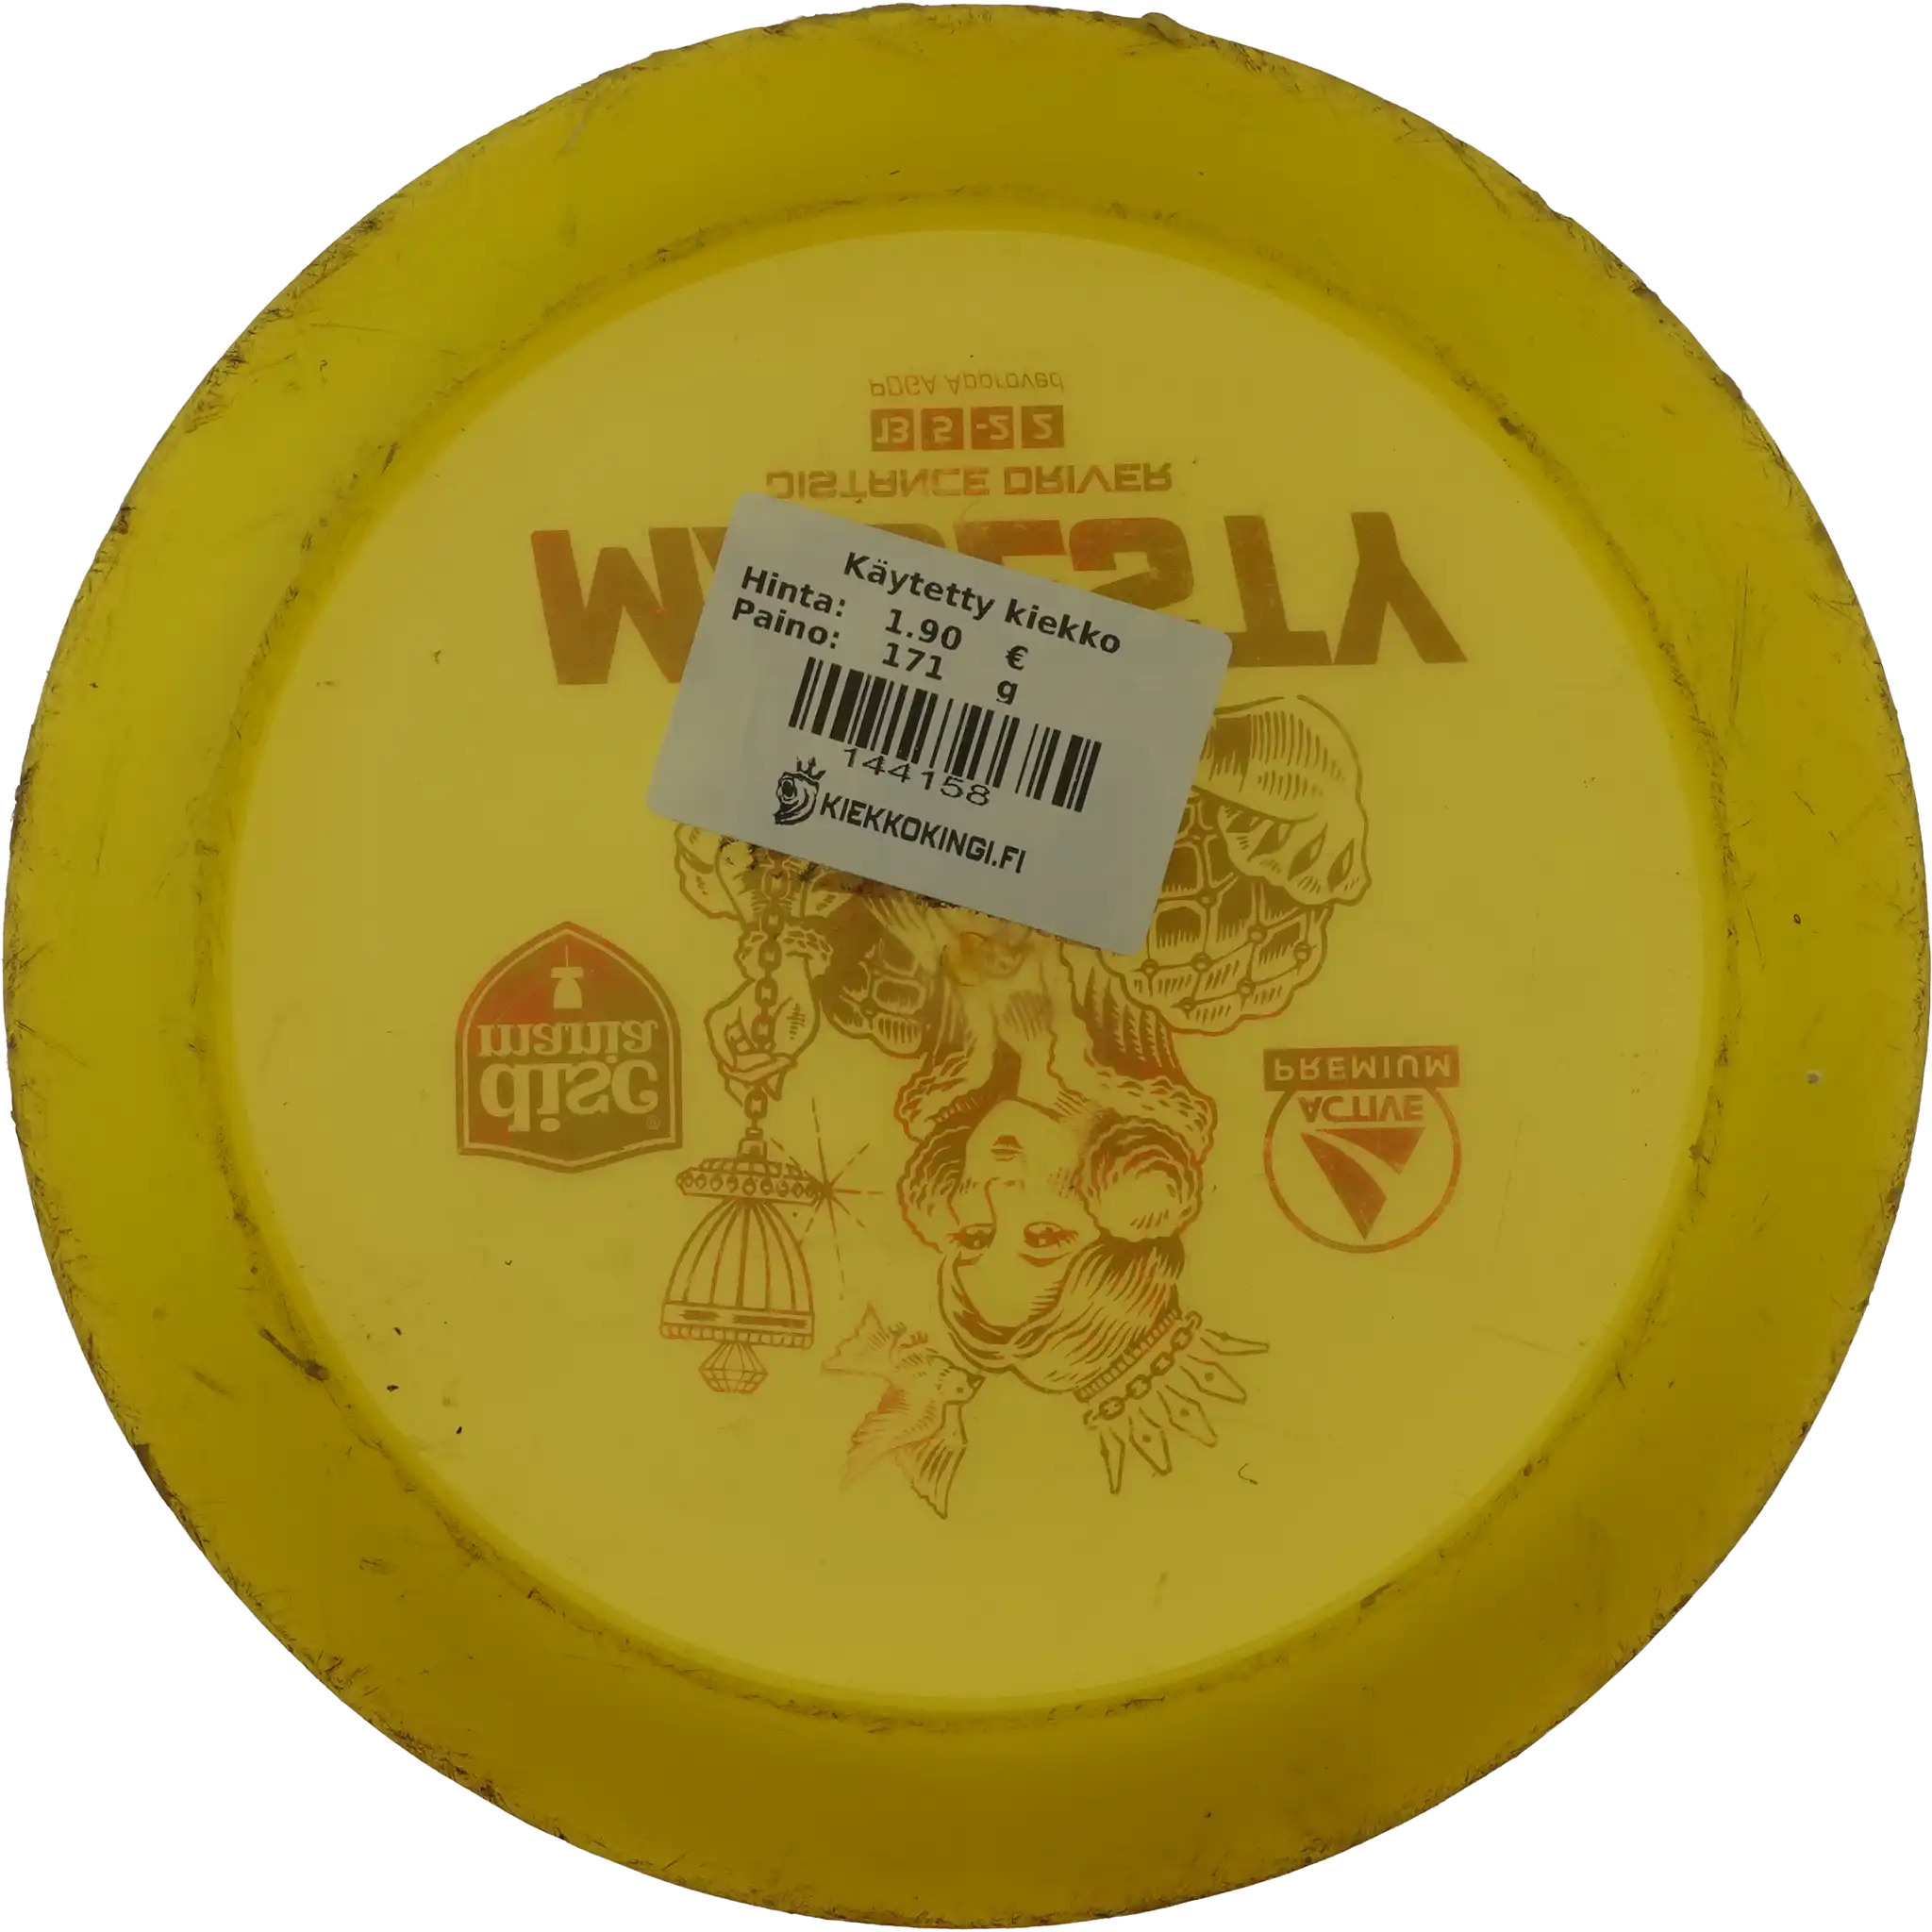 PDGA Approved
13 5 -2 2
DISTANCE DRIVER
MAJESTY
Käytetty kiekko
Hinta: 1.90 €
Paino: 171 g
144158
KIEKKOKINGI.FI
disc
mania
®
ACTIVE
PREMIUM